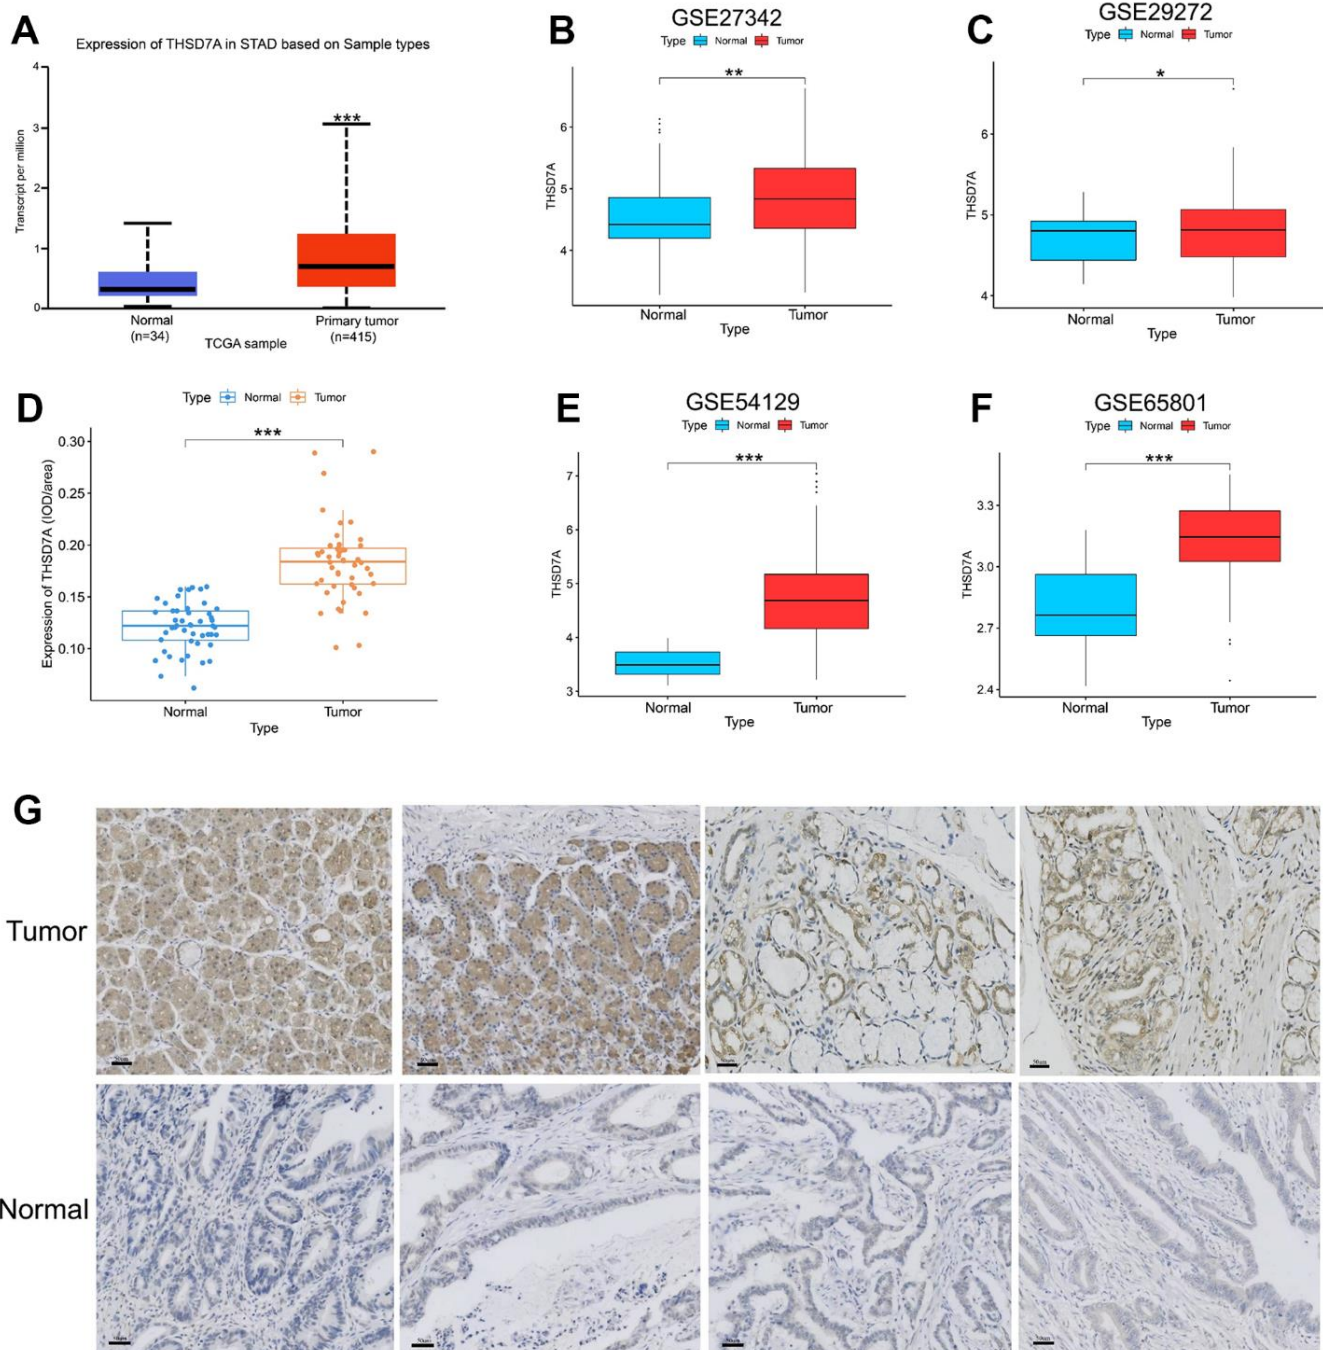 A
Expression of THSD7A in STAD based on Sample types
Transcript per million
4
3
2
1
0
***
Normal
(n=34)
Primary tumor
(n=415)
TCGA sample
B
GSE27342
Type Normal Tumor
**
THSD7A
6
5
4
Normal
Tumor
Type
C
GSE29272
Type Normal Tumor
*
THSD7A
6
5
4
Normal
Tumor
Type
D
Type Normal Tumor
***
Expression of THSD7A (IOD/area)
0.30
0.25
0.20
0.15
0.10
Normal
Tumor
Type
E
GSE54129
Type Normal Tumor
***
THSD7A
7
6
5
4
3
Normal
Tumor
Type
F
GSE65801
Type Normal Tumor
***
THSD7A
3.3
3.0
2.7
2.4
Normal
Tumor
Type
G
Tumor
50um
Normal
50um